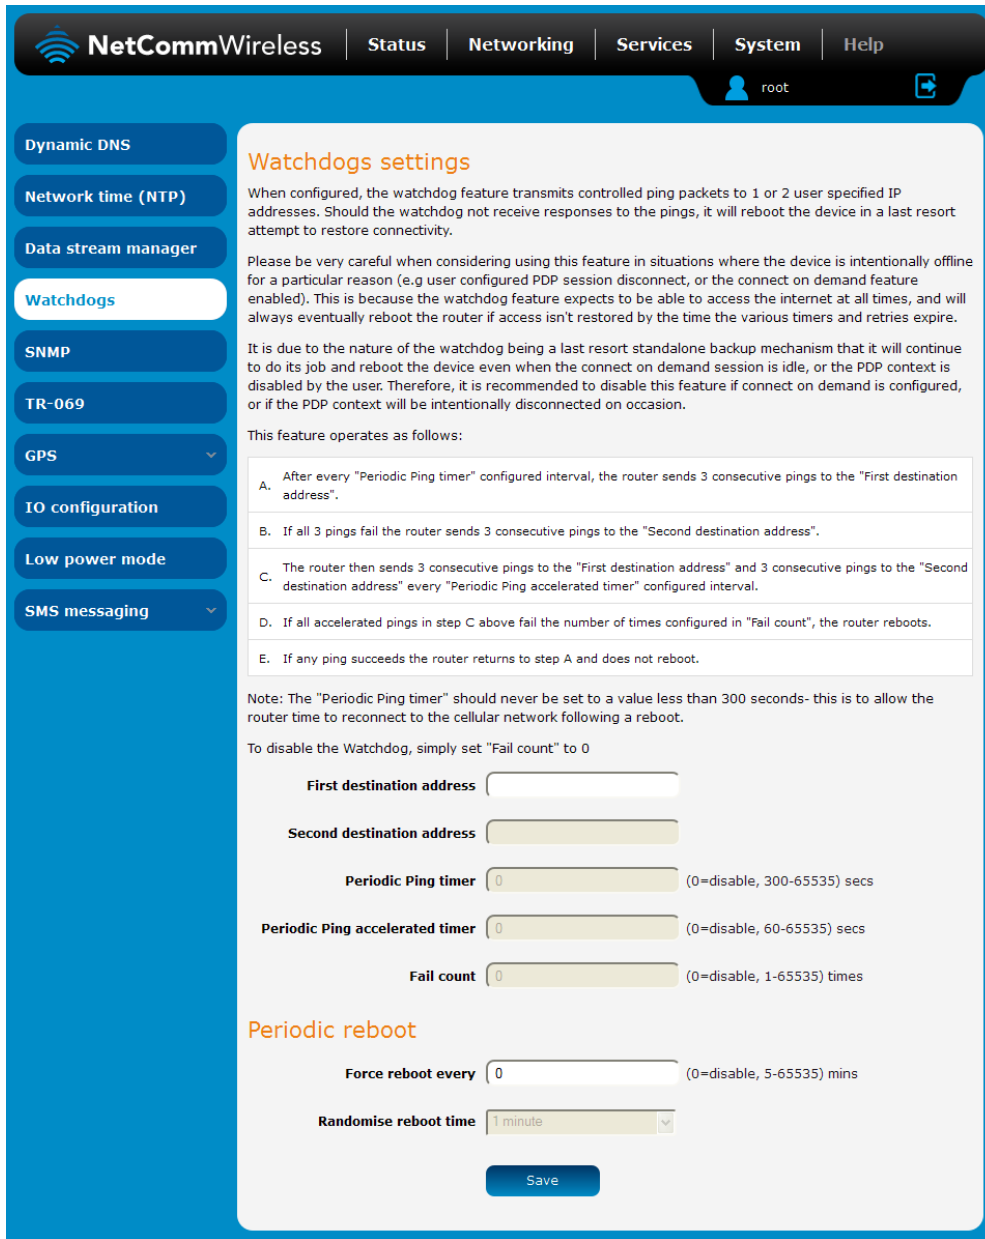 NetCommWireless
Status
Networking
Services
System
Help
root
Dynamic DNS
Network time (NTP)
Data stream manager
Watchdogs
SNMP
TR-069
GPS
IO configuration
Low power mode
SMS messaging
Watchdogs settings
When configured, the watchdog feature transmits controlled ping packets to 1 or 2 user specified IP
addresses. Should the watchdog not receive responses to the pings, it will reboot the device in a last resort
attempt to restore connectivity.
Please be very careful when considering using this feature in situations where the device is intentionally offline
for a particular reason (e.g user configured PDP session disconnect, or the connect on demand feature
enabled). This is because the watchdog feature expects to be able to access the internet at all times, and will
always eventually reboot the router if access isn't restored by the time the various timers and retries expire.
It is due to the nature of the watchdog being a last resort standalone backup mechanism that it will continue
to do its job and reboot the device even when the connect on demand session is idle, or the PDP context is
disabled by the user. Therefore, it is recommended to disable this feature if connect on demand is configured,
or if the PDP context will be intentionally disconnected on occasion.
This feature operates as follows:
A. After every "Periodic Ping timer" configured interval, the router sends 3 consecutive pings to the "First destination
address".
B. If all 3 pings fail the router sends 3 consecutive pings to the "Second destination address".
C. The router then sends 3 consecutive pings to the "First destination address" and 3 consecutive pings to the "Second
destination address" every "Periodic Ping accelerated timer" configured interval.
D. If all accelerated pings in step C above fail the number of times configured in "Fail count", the router reboots.
E. If any ping succeeds the router returns to step A and does not reboot.
Note: The "Periodic Ping timer" should never be set to a value less than 300 seconds- this is to allow the
router time to reconnect to the cellular network following a reboot.
To disable the Watchdog, simply set "Fail count" to 0
First destination address
Second destination address
Periodic Ping timer 0 (0=disable, 300-65535) secs
Periodic Ping accelerated timer 0 (0=disable, 60-65535) secs
Fail count 0 (0=disable, 1-65535) times
Periodic reboot
Force reboot every 0 (0=disable, 5-65535) mins
Randomise reboot time 1 minute
Save